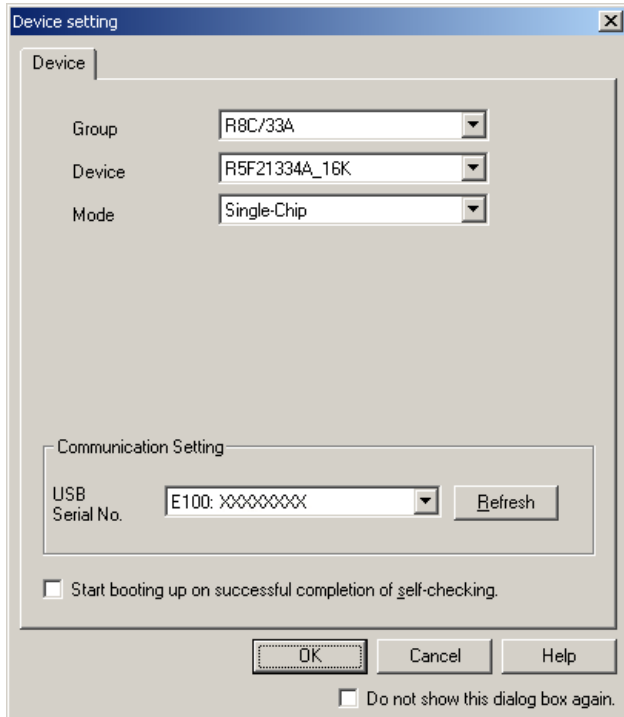 Device setting
Device
Group R8C/33A
Device R5F21334A_16K
Mode Single-Chip
Communication Setting
USB
Serial No. E100: XXXXXXXX Refresh
Start booting up on successful completion of self-checking.
OK Cancel Help
Do not show this dialog box again.